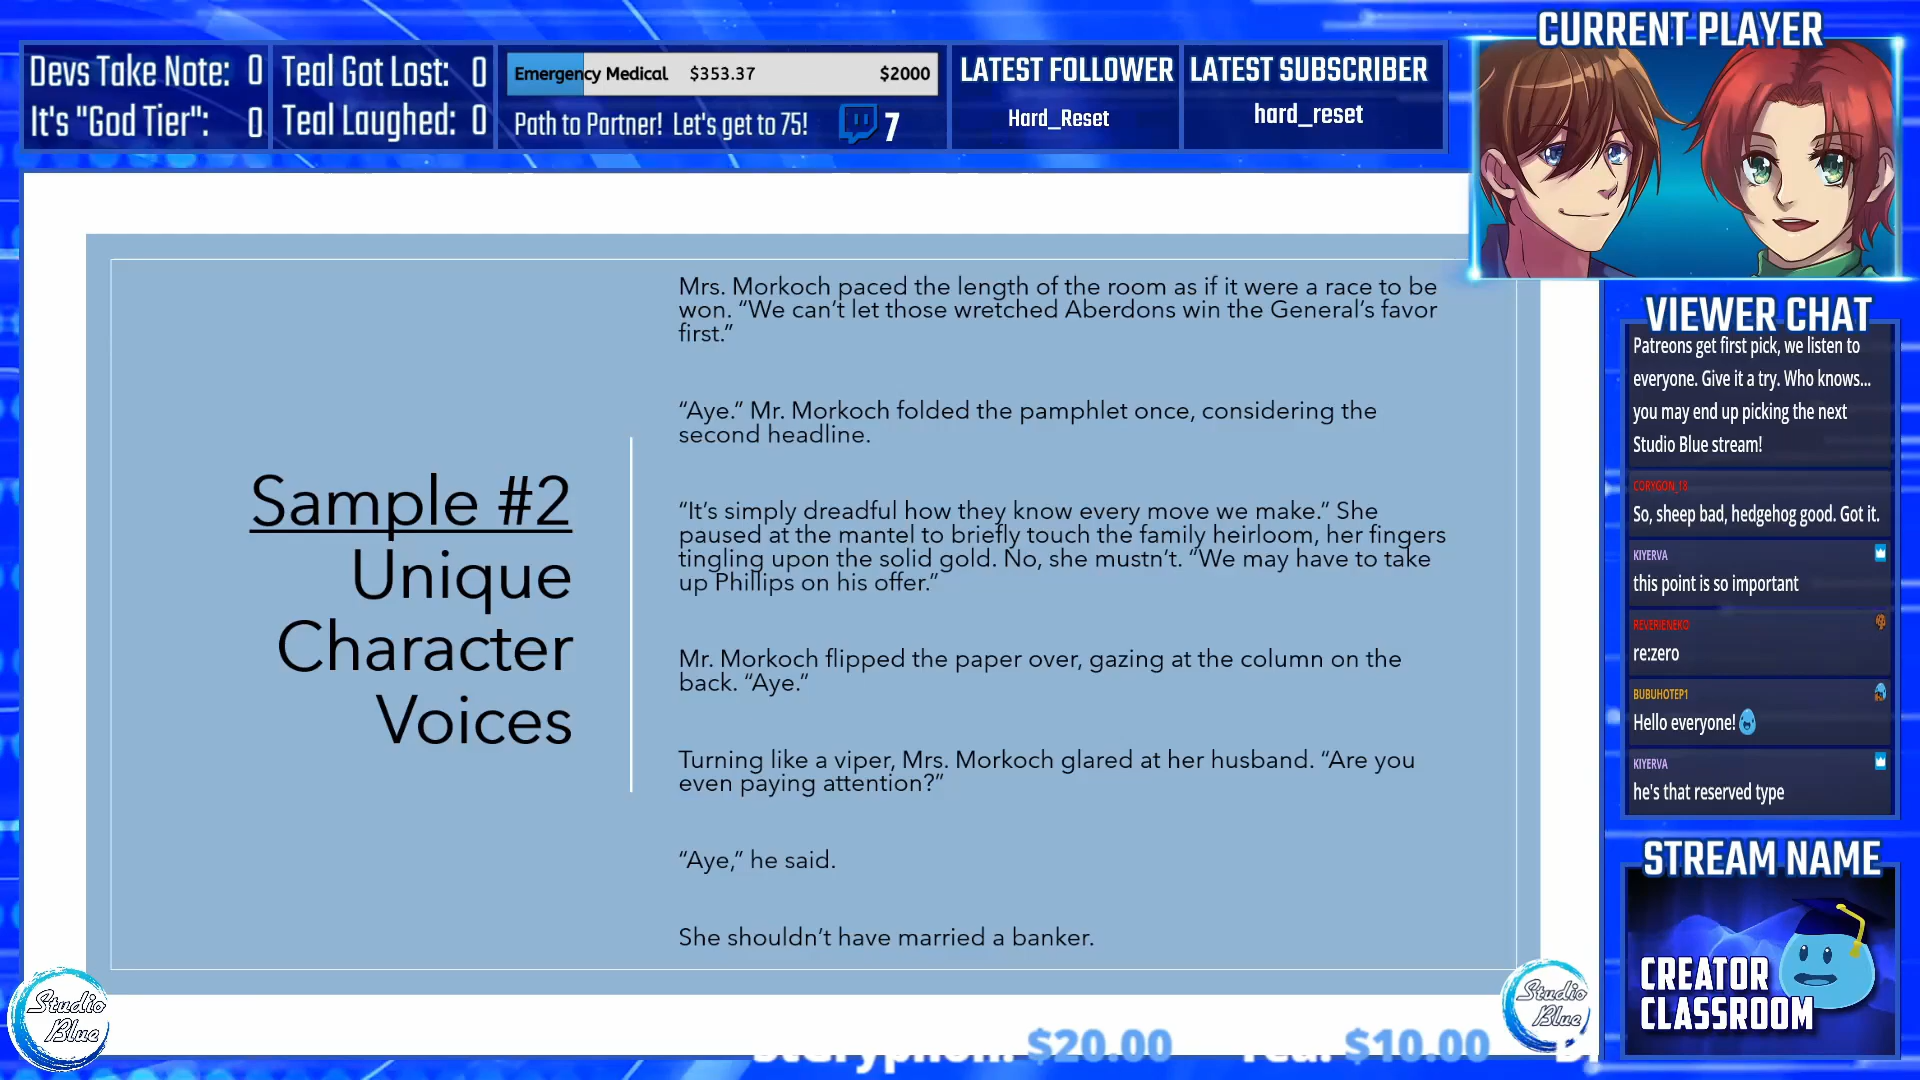 CURRENT PLAYER
Devs Take Note: 0
It's "God Tier": 0
Teal Got Lost: 0
Teal Laughed: 0
Emergency Medical $353.37 $2000
Path to Partner! Let's get to 75! 7
LATEST FOLLOWER
Hard_Reset
LATEST SUBSCRIBER
hard_reset
Sample #2
Unique
Character
Voices
Mrs. Morkoch paced the length of the room as if it were a race to be
won. “We can’t let those wretched Aberdons win the General’s favor
first.”
“Aye.” Mr. Morkoch folded the pamphlet once, considering the
second headline.
“It’s simply dreadful how they know every move we make.” She
paused at the mantel to briefly touch the family heirloom, her fingers
tingling upon the solid gold. No, she mustn’t. “We may have to take
up Phillips on his offer.”
Mr. Morkoch flipped the paper over, gazing at the column on the
back. “Aye.”
Turning like a viper, Mrs. Morkoch glared at her husband. “Are you
even paying attention?”
“Aye,” he said.
She shouldn’t have married a banker.
VIEWER CHAT
Patreons get first pick, we listen to
everyone. Give it a try. Who knows...
you may end up picking the next
Studio Blue stream!
CORYGON_18
So, sheep bad, hedgehog good. Got it.
KIYERVA
this point is so important
REVERIENEKO
re:zero
BUBUHOTEP1
Hello everyone!
KIYERVA
he's that reserved type
STREAM NAME
CREATOR
CLASSROOM
Studio
Blue
Studio
Blue
$20.00 $10.00